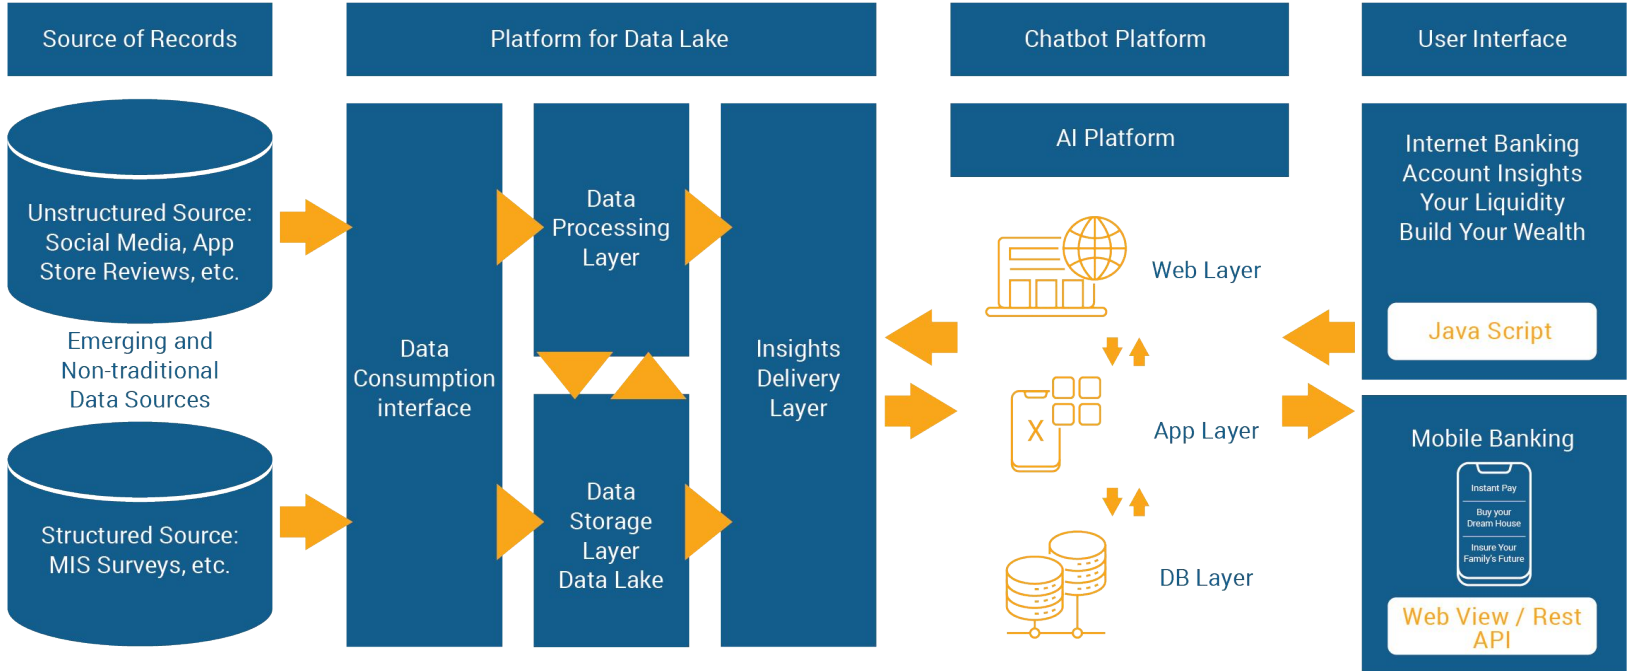 Source of Records
Platform for Data Lake
Chatbot Platform
User Interface
Unstructured Source:
Social Media, App
Store Reviews, etc.
Emerging and
Non-traditional
Data Sources
Structured Source:
MIS Surveys, etc.
Data
Consumption
interface
Data
Processing
Layer
Data
Storage
Layer
Data Lake
Insights
Delivery
Layer
AI Platform
Web Layer
X
App Layer
DB Layer
Internet Banking
Account Insights
Your Liquidity
Build Your Wealth
Java Script
Mobile Banking
Instant Pay
Buy your
Dream House
Insure Your
Family's Future
Web View / Rest
API